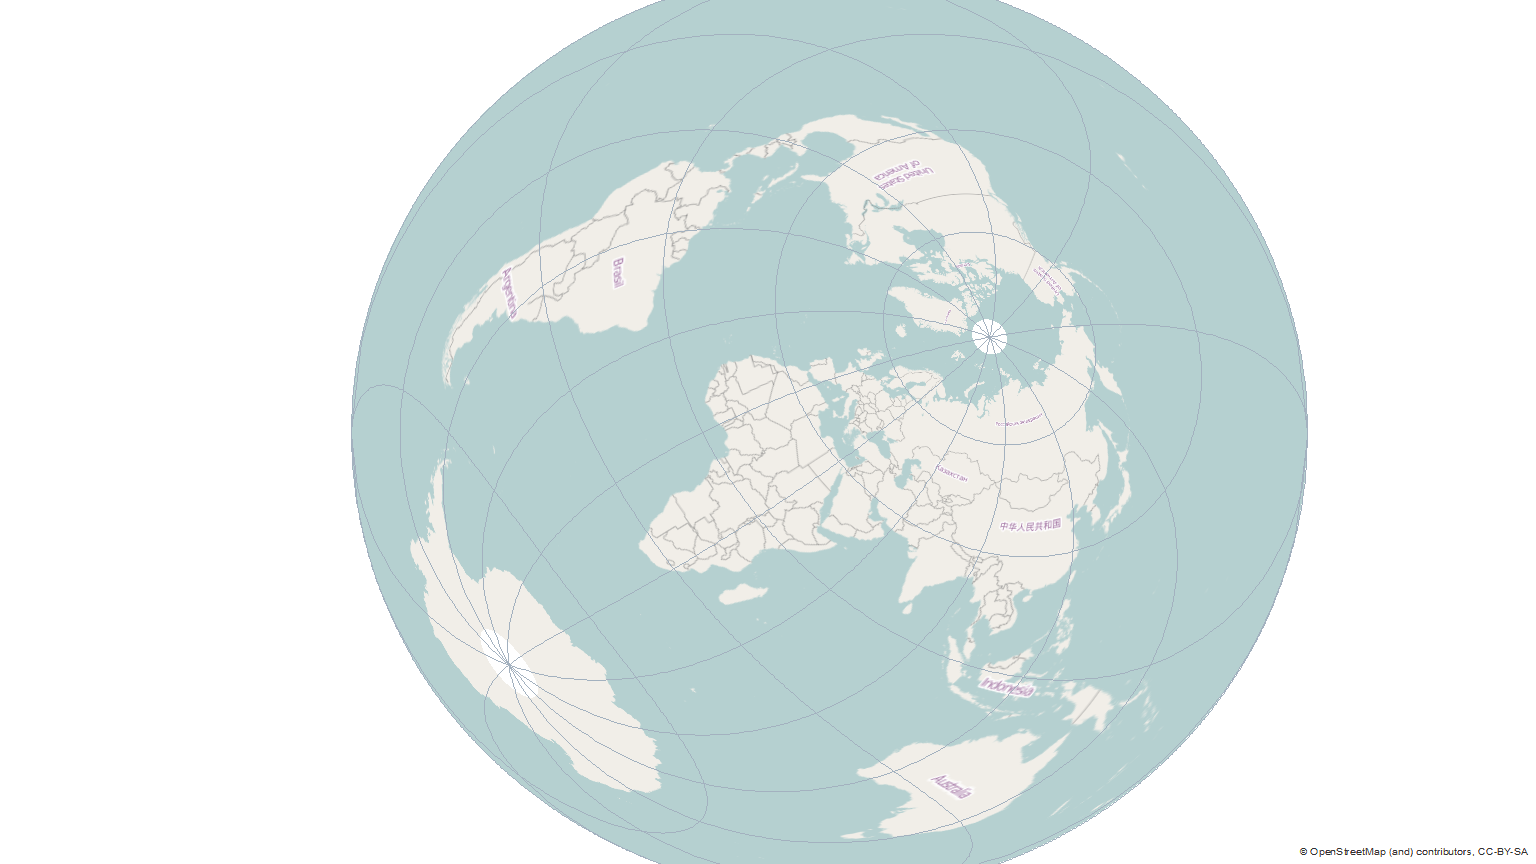 United States
of America
Brasil
Argentina
Казахстан
中华人民共和国
Indonesia
Australia
© OpenStreetMap (and) contributors, CC-BY-SA